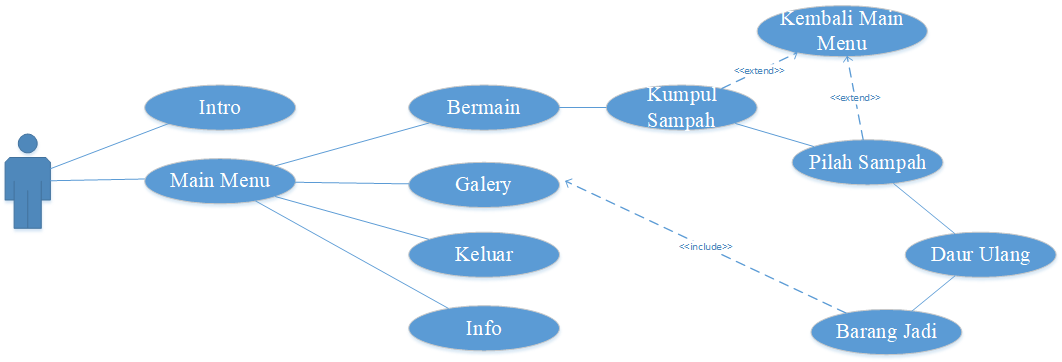 Kembali Main
Menu
<<extend>>
Intro
Bermain
Kumpul
Sampah
<<extend>>
Main Menu
Galery
Pilah Sampah
<<include>>
Keluar
Daur Ulang
Info
Barang Jadi